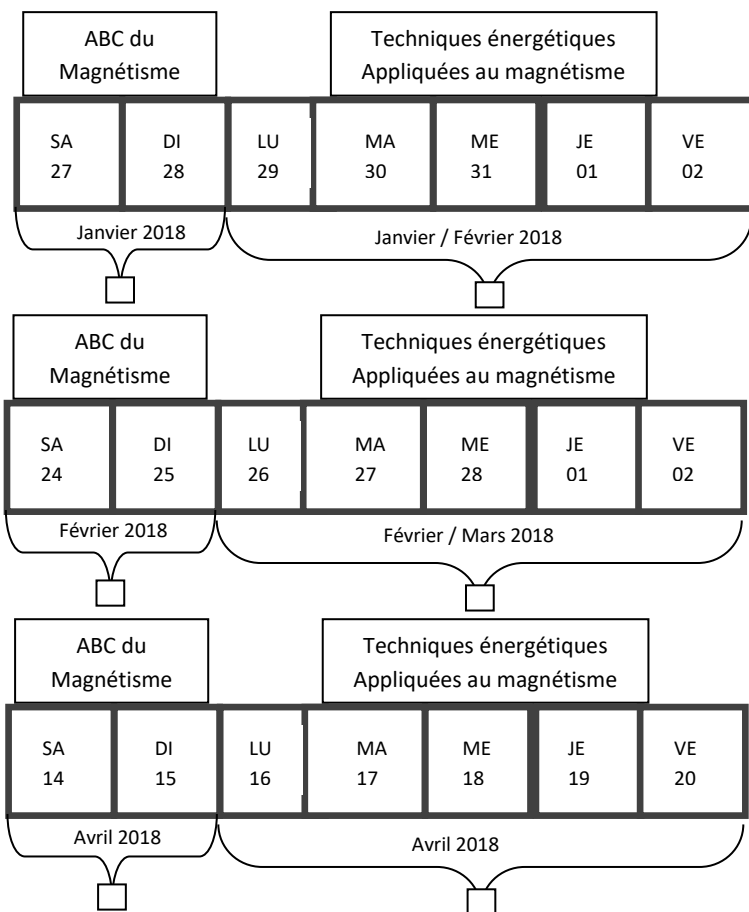 ABC du
Magnétisme
Techniques énergétiques
Appliquées au magnétisme
SA DI LU MA ME JE VE
27 28 29 30 31 01 02
Janvier 2018 Janvier / Février 2018
ABC du
Magnétisme
Techniques énergétiques
Appliquées au magnétisme
SA DI LU MA ME JE VE
24 25 26 27 28 01 02
Février 2018 Février / Mars 2018
ABC du
Magnétisme
Techniques énergétiques
Appliquées au magnétisme
SA DI LU MA ME JE VE
14 15 16 17 18 19 20
Avril 2018 Avril 2018